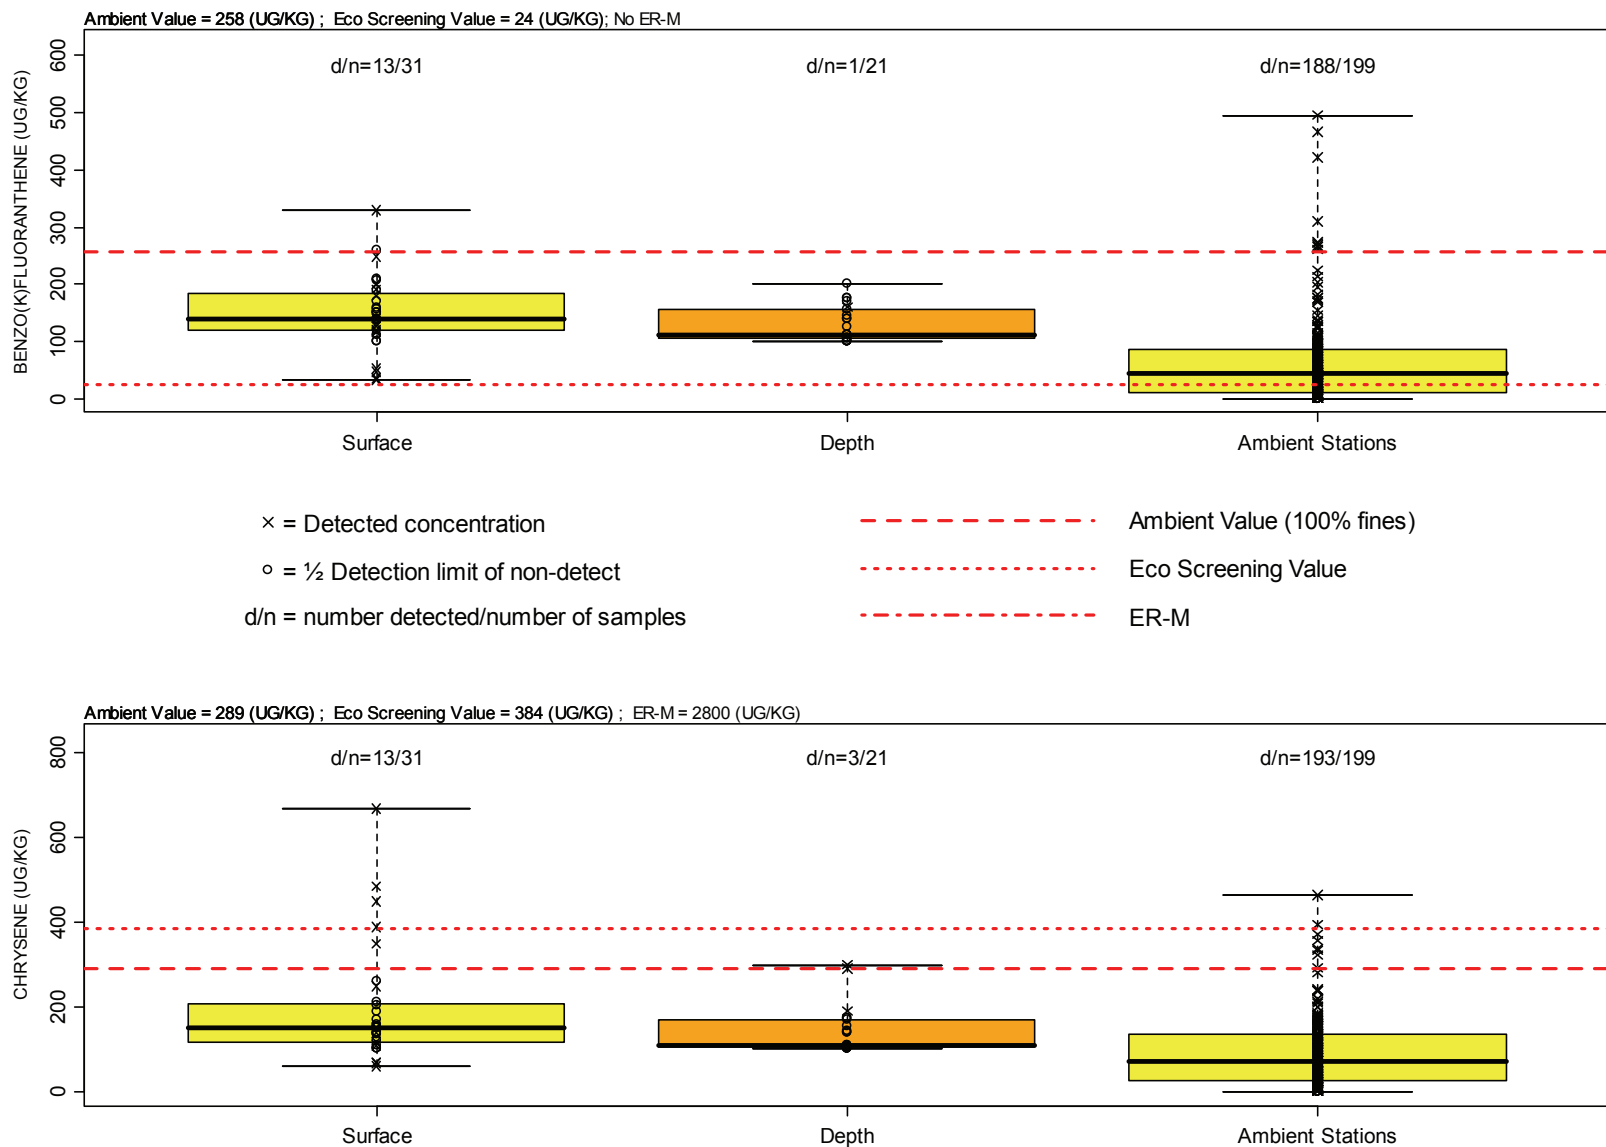 Ambient Value = 258 (UG/KG) ; Eco Screening Value = 24 (UG/KG); No ER-M
BENZO(K)FLUORANTHENE (UG/KG)
600
500
400
300
200
100
0
d/n=13/31 d/n=1/21 d/n=188/199
Surface Depth Ambient Stations
× = Detected concentration
o = ½ Detection limit of non-detect
d/n = number detected/number of samples
Ambient Value (100% fines)
Eco Screening Value
ER-M
Ambient Value = 289 (UG/KG) ; Eco Screening Value = 384 (UG/KG) ; ER-M = 2800 (UG/KG)
CHRYSENE (UG/KG)
800
600
400
200
0
d/n=13/31 d/n=3/21 d/n=193/199
Surface Depth Ambient Stations